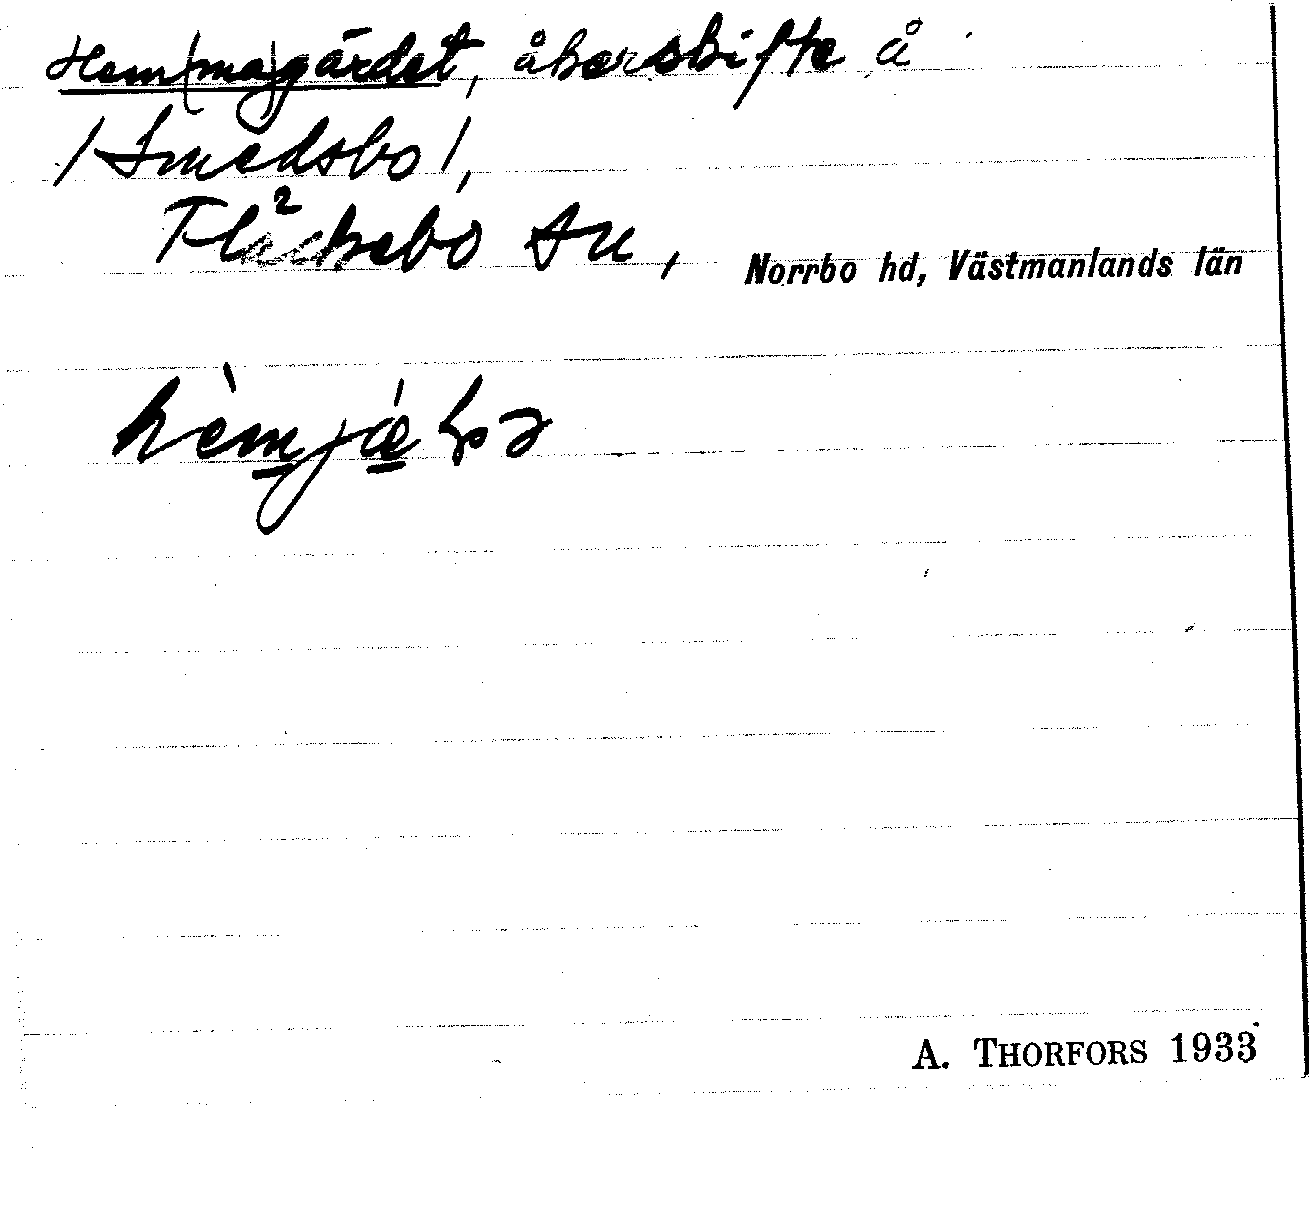 Hem(ma)gärdet, åkerskifte å
/Smedsbo/,
Fläckebo sn, Norrbo hd, Västmanlands län
A. THORFORS 1933